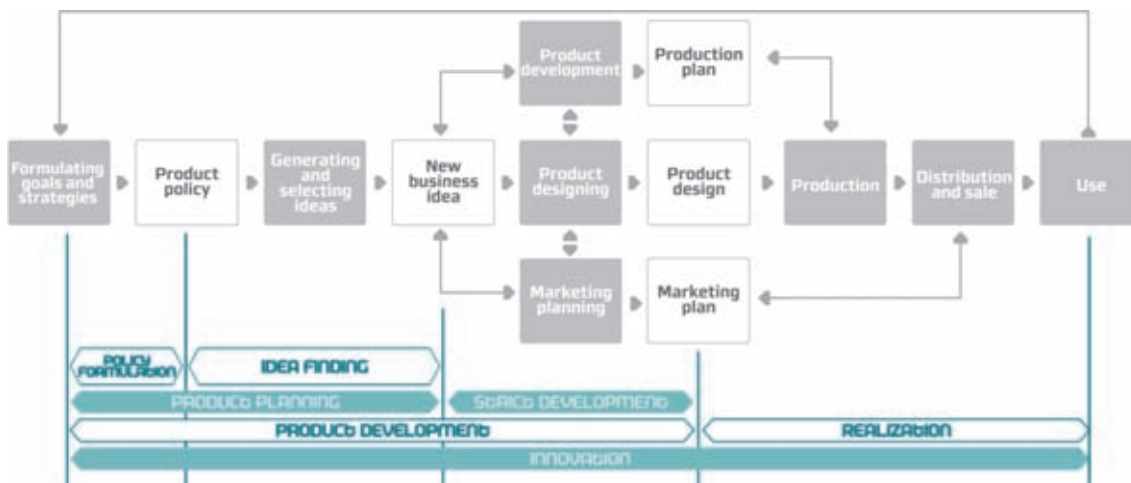 Product
development
Production
plan
Formulating
goals and
strategies
Product
policy
Generating
and
selecting
ideas
New
business
idea
Product
designing
Product
design
Production
Distribution
and sale
Use
Marketing
planning
Marketing
plan
POLICY
FORMULATION
IDEA FINDING
PRODUCT PLANNING
STRICT DEVELOPMENT
PRODUCT DEVELOPMENT
REALIZATION
INNOVATION